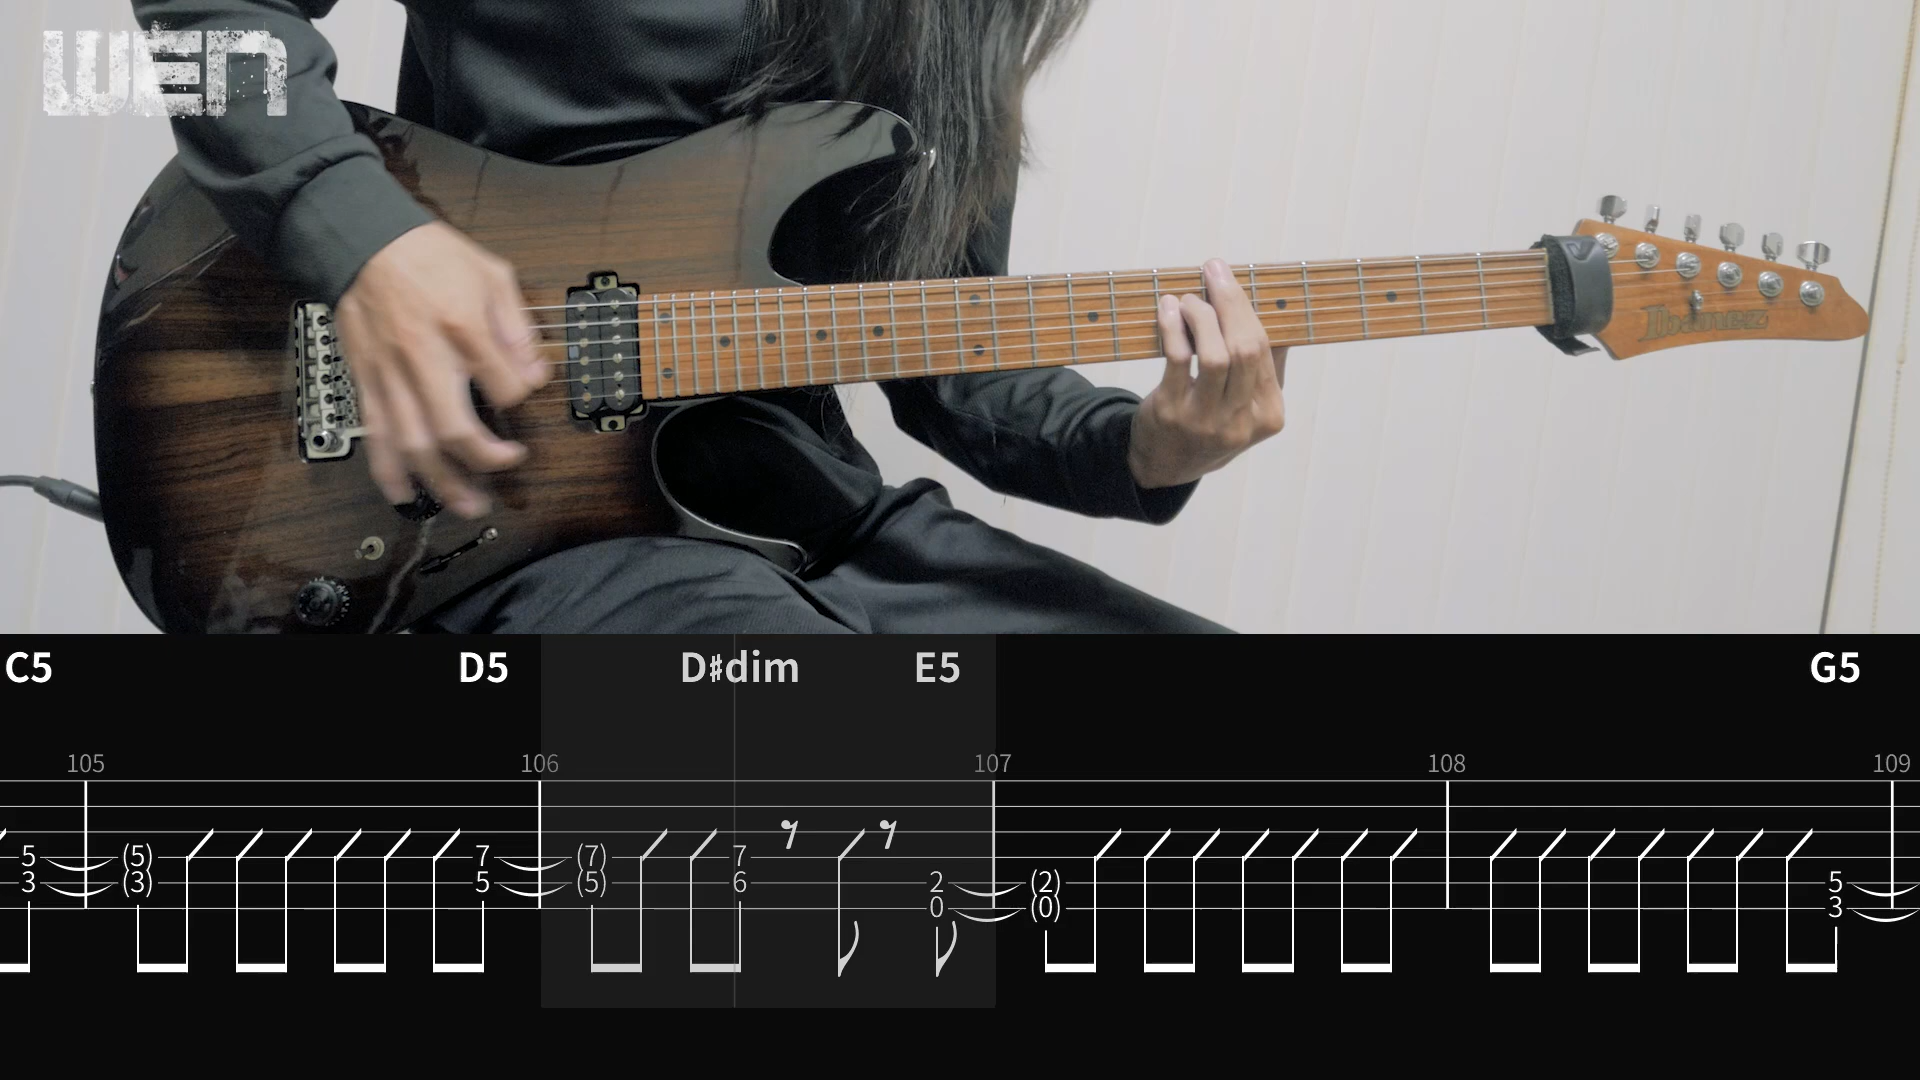 WEN
Ibanez
C5 D5 D♯dim E5 G5
105 106 107 108 109
5 (5) 7 (7) 7
3 (3) 5 (5) 6 2 (2) 5
0 (0) 3